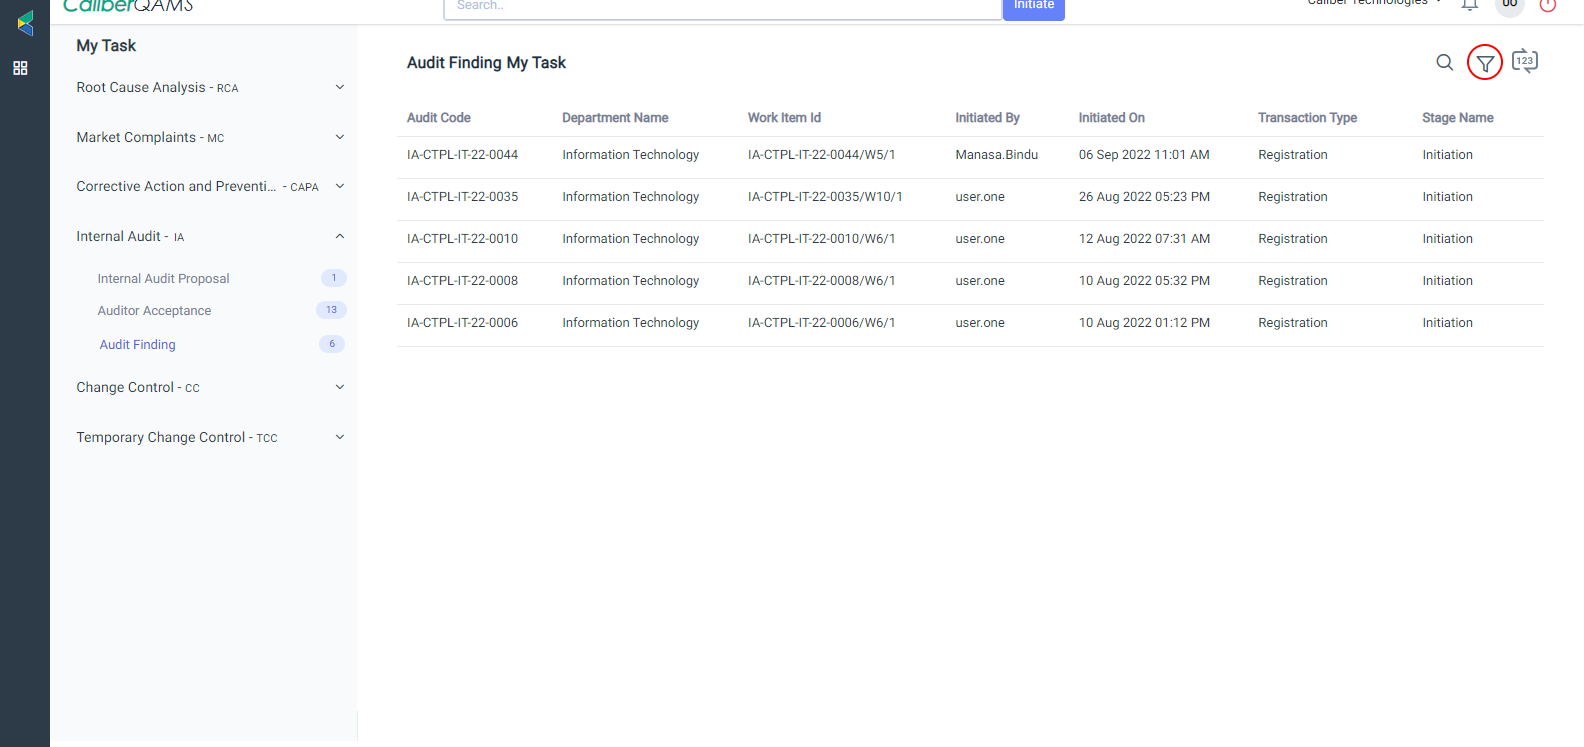 CaliberQAMS
Search..
Initiate
Caliber Technologies
UO
My Task
Root Cause Analysis - RCA
Market Complaints - MC
Corrective Action and Preventi... - CAPA
Internal Audit - IA
Internal Audit Proposal 1
Auditor Acceptance 13
Audit Finding 6
Change Control - CC
Temporary Change Control - TCC
Audit Finding My Task
123
Audit Code Department Name Work Item Id Initiated By Initiated On Transaction Type Stage Name
IA-CTPL-IT-22-0044 Information Technology IA-CTPL-IT-22-0044/W5/1 Manasa.Bindu 06 Sep 2022 11:01 AM Registration Initiation
IA-CTPL-IT-22-0035 Information Technology IA-CTPL-IT-22-0035/W10/1 user.one 26 Aug 2022 05:23 PM Registration Initiation
IA-CTPL-IT-22-0010 Information Technology IA-CTPL-IT-22-0010/W6/1 user.one 12 Aug 2022 07:31 AM Registration Initiation
IA-CTPL-IT-22-0008 Information Technology IA-CTPL-IT-22-0008/W6/1 user.one 10 Aug 2022 05:32 PM Registration Initiation
IA-CTPL-IT-22-0006 Information Technology IA-CTPL-IT-22-0006/W6/1 user.one 10 Aug 2022 01:12 PM Registration Initiation